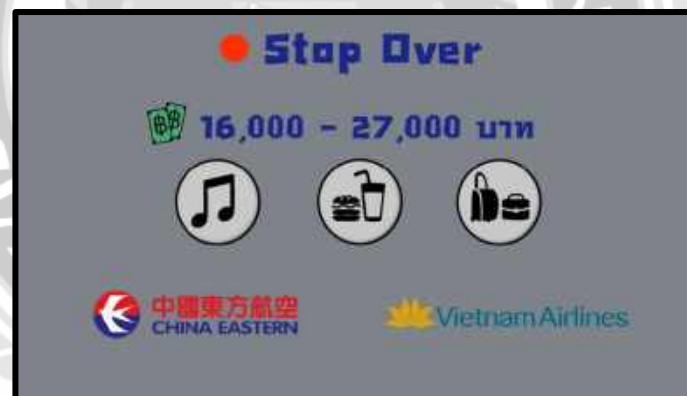 Stop Over
฿฿ 16,000 - 27,000 บาท
中國東方航空
CHINA EASTERN
Vietnam Airlines